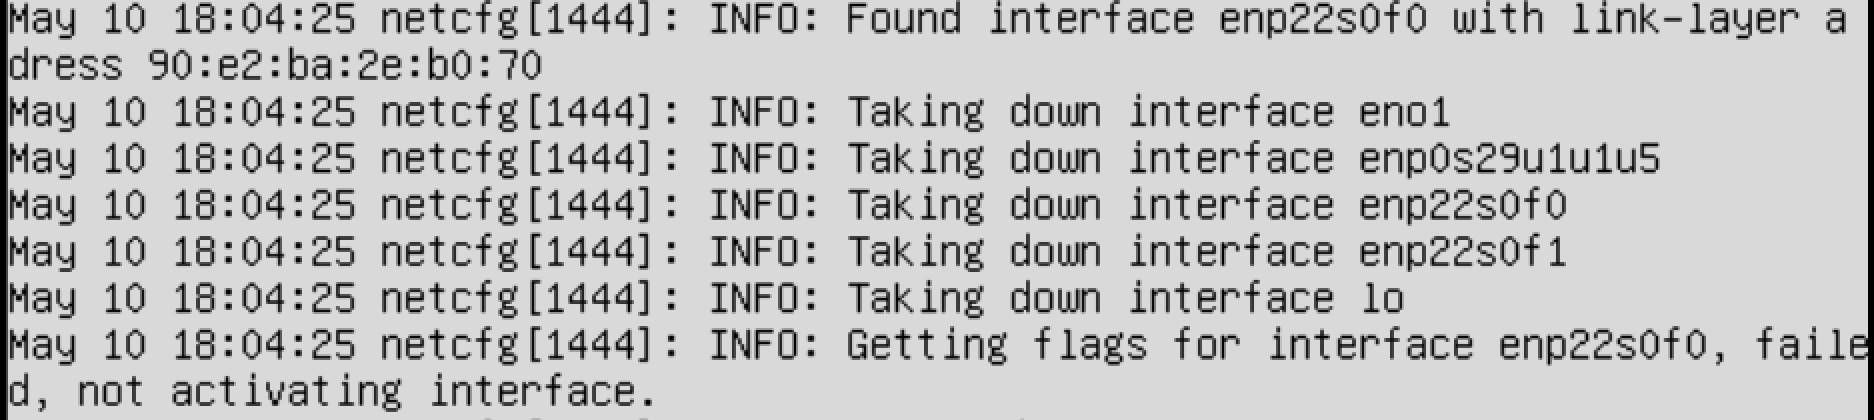 May 10 18:04:25 netcfg[1444]: INFO: Found interface enp22s0f0 with link-layer a
dress 90:e2:ba:2e:b0:70
May 10 18:04:25 netcfg[1444]: INFO: Taking down interface eno1
May 10 18:04:25 netcfg[1444]: INFO: Taking down interface enp0s29u1u1u5
May 10 18:04:25 netcfg[1444]: INFO: Taking down interface enp22s0f0
May 10 18:04:25 netcfg[1444]: INFO: Taking down interface enp22s0f1
May 10 18:04:25 netcfg[1444]: INFO: Taking down interface lo
May 10 18:04:25 netcfg[1444]: INFO: Getting flags for interface enp22s0f0, faile
d, not activating interface.